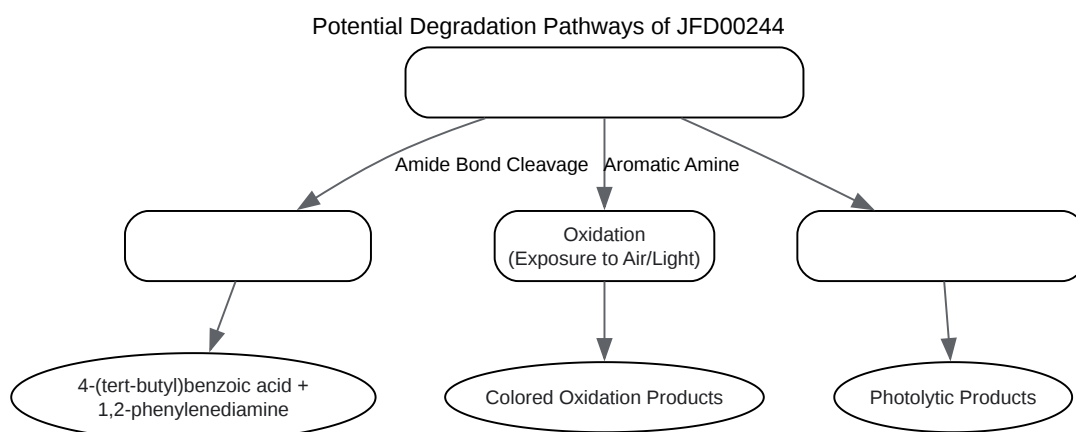 Potential Degradation Pathways of JFD00244
Amide Bond Cleavage
Aromatic Amine
Oxidation
(Exposure to Air/Light)
4-(tert-butyl)benzoic acid +
1,2-phenylenediamine
Colored Oxidation Products
Photolytic Products